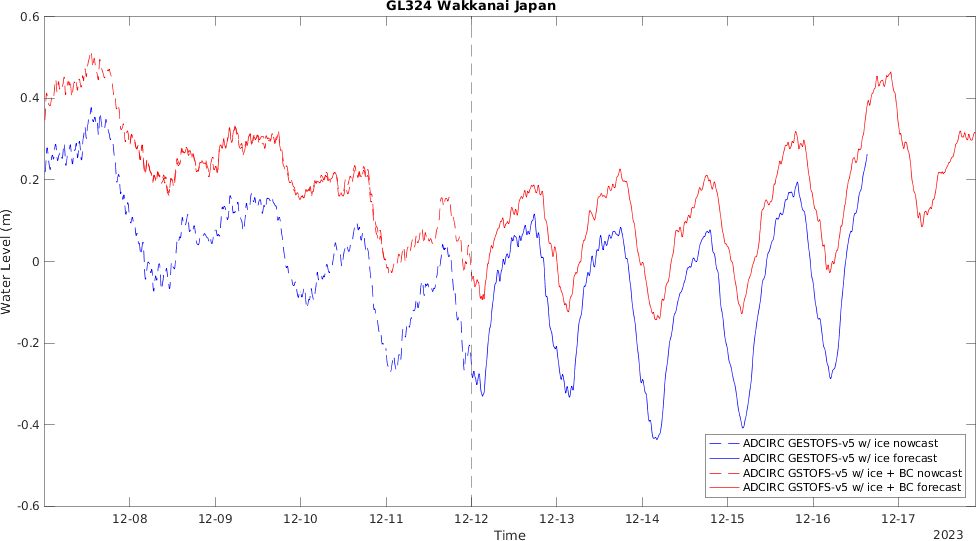 GL324 Wakkanai Japan
0.6
0.4
0.2
0
-0.2
-0.4
-0.6
Water Level (m)
ADCIRC GESTOFS-v5 w/ ice nowcast
ADCIRC GESTOFS-v5 w/ ice forecast
ADCIRC GSTOFS-v5 w/ ice + BC nowcast
ADCIRC GSTOFS-v5 w/ ice + BC forecast
12-08 12-09 12-10 12-11 12-12 12-13 12-14 12-15 12-16 12-17
Time
2023